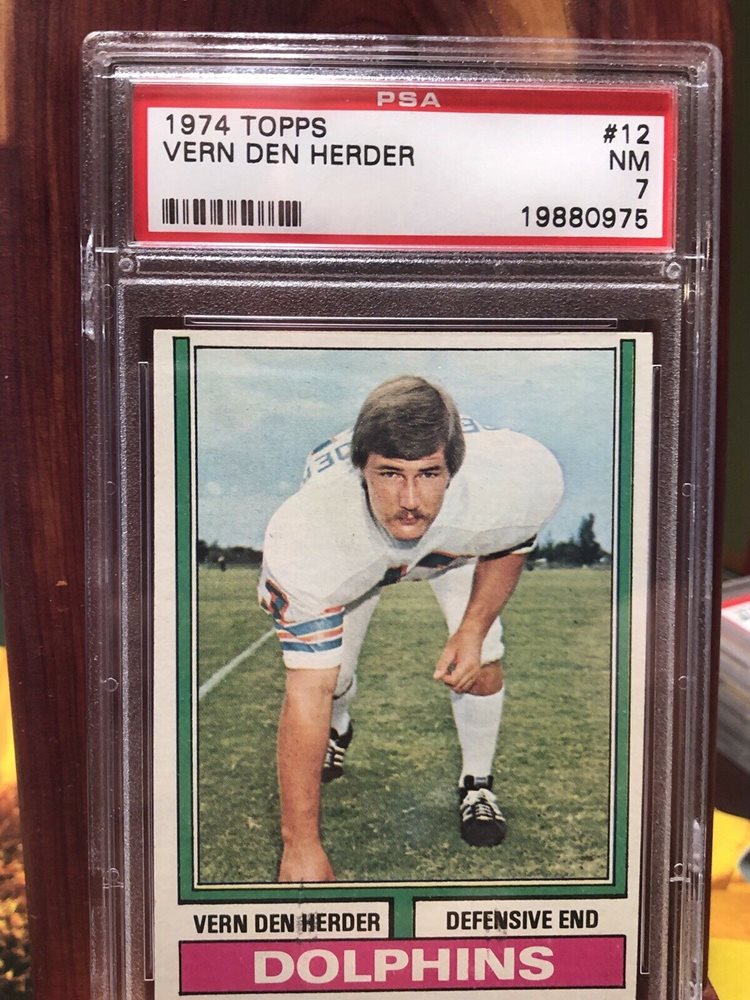 PSA
1974 TOPPS #12
VERN DEN HERDER NM
7
19880975
VERN DEN HERDER DEFENSIVE END
DOLPHINS